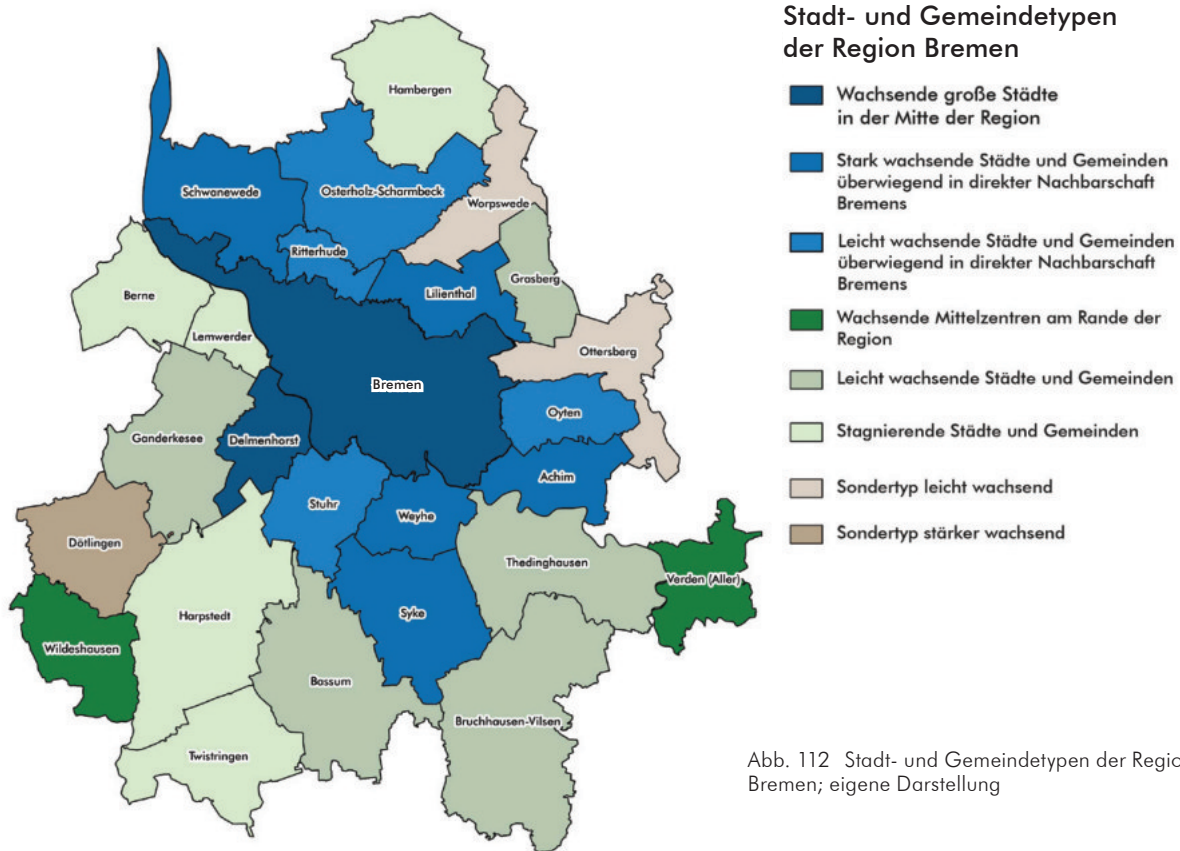 Stadt- und Gemeindetypen
der Region Bremen
Wachsende große Städte
in der Mitte der Region
Stark wachsende Städte und Gemeinden
überwiegend in direkter Nachbarschaft
Bremens
Leicht wachsende Städte und Gemeinden
überwiegend in direkter Nachbarschaft
Bremens
Wachsende Mittelzentren am Rande der
Region
Leicht wachsende Städte und Gemeinden
Stagnierende Städte und Gemeinden
Sondertyp leicht wachsend
Sondertyp stärker wachsend
Hambergen
Schwanewede
Osterholz-Scharmbeck
Worpswede
Ritterhude
Grasberg
Lilienthal
Berne
Lemwerder
Ottersberg
Bremen
Oyten
Ganderkesee
Delmenhorst
Achim
Stuhr
Weyhe
Dötlingen
Thedinghausen
Verden (Aller)
Harpstedt
Syke
Wildeshausen
Bassum
Bruchhausen-Vilsen
Twistringen
Abb. 112 Stadt- und Gemeindetypen der Regio
Bremen; eigene Darstellung